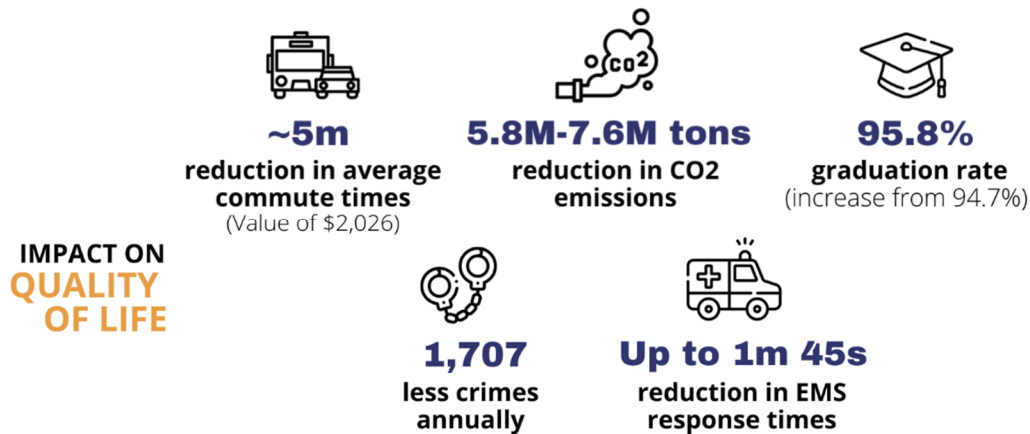 CO2
~5m
reduction in average
commute times
(Value of $2,026)
5.8M-7.6M tons
reduction in CO2
emissions
95.8%
graduation rate
(increase from 94.7%)
IMPACT ON
QUALITY
OF LIFE
1,707
less crimes
annually
Up to 1m 45s
reduction in EMS
response times